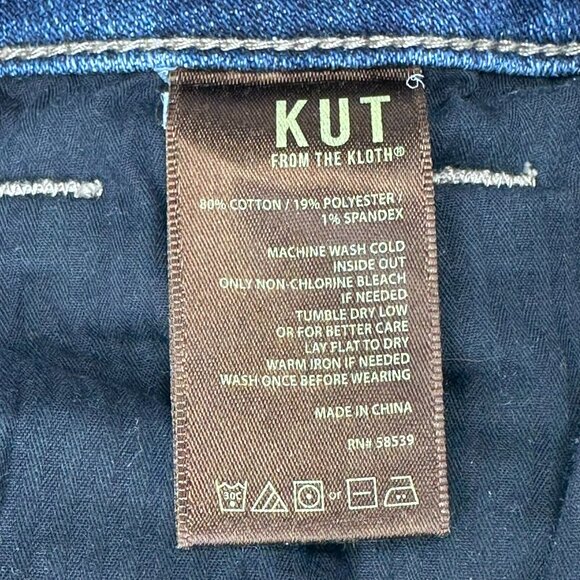 KUT
FROM THE KLOTH®
80% COTTON / 19% POLYESTER /
1% SPANDEX
MACHINE WASH COLD
INSIDE OUT
ONLY NON-CHLORINE BLEACH
IF NEEDED
TUMBLE DRY LOW
OR FOR BETTER CARE
LAY FLAT TO DRY
WARM IRON IF NEEDED
WASH ONCE BEFORE WEARING
MADE IN CHINA
RN# 58539
30C or